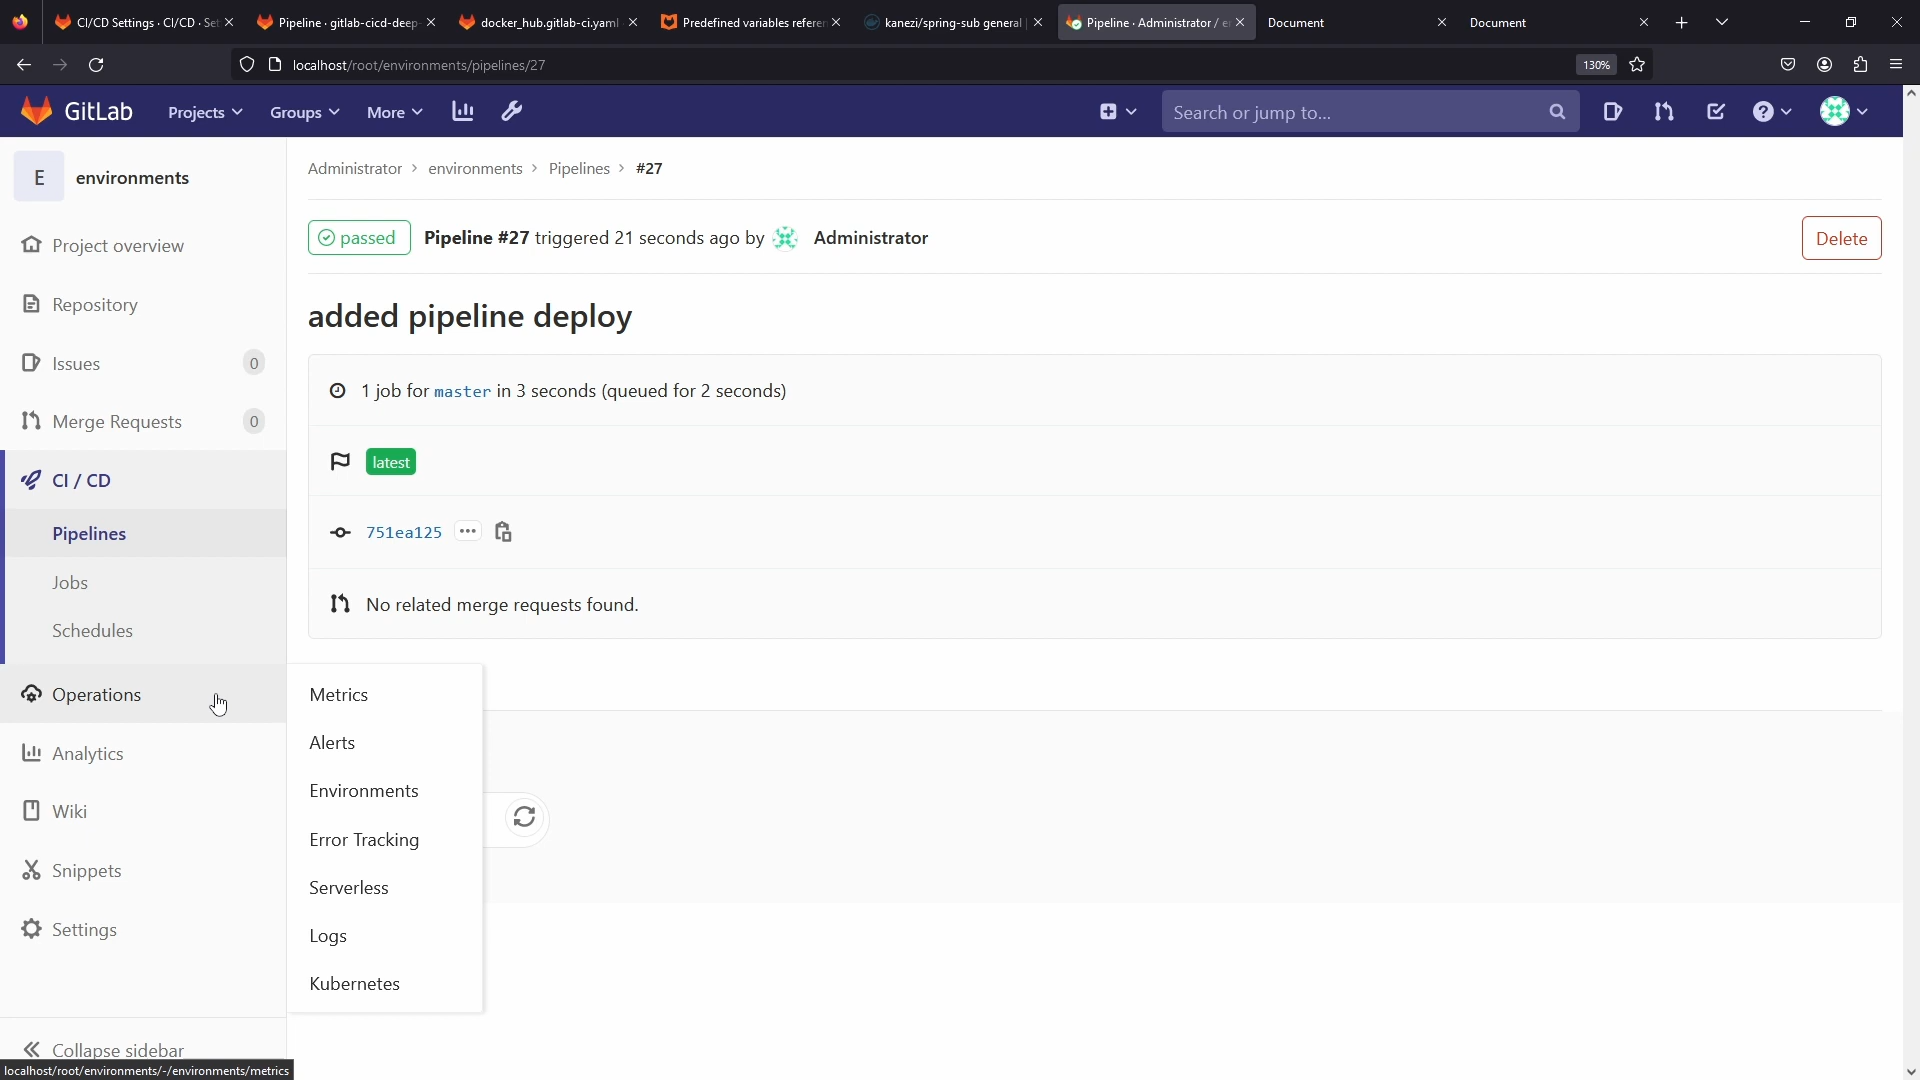 CI/CD Settings · CI/CD · Set
Pipeline · gitlab-cicd-deep-
docker_hub.gitlab-ci.yaml
Predefined variables referen
kanezi/spring-sub general |
Pipeline · Administrator / e
Document
Document
localhost/root/environments/pipelines/27
130%
GitLab
Projects
Groups
More
Search or jump to...
E
environments
Administrator > environments > Pipelines > #27
Project overview
Repository
Issues
0
Merge Requests
0
CI / CD
Pipelines
Jobs
Schedules
Operations
Analytics
Wiki
Snippets
Settings
Collapse sidebar
passed
Pipeline #27 triggered 21 seconds ago by Administrator
Delete
added pipeline deploy
1 job for master in 3 seconds (queued for 2 seconds)
latest
751ea125
No related merge requests found.
Metrics
Alerts
Environments
Error Tracking
Serverless
Logs
Kubernetes
localhost/root/environments/-/environments/metrics